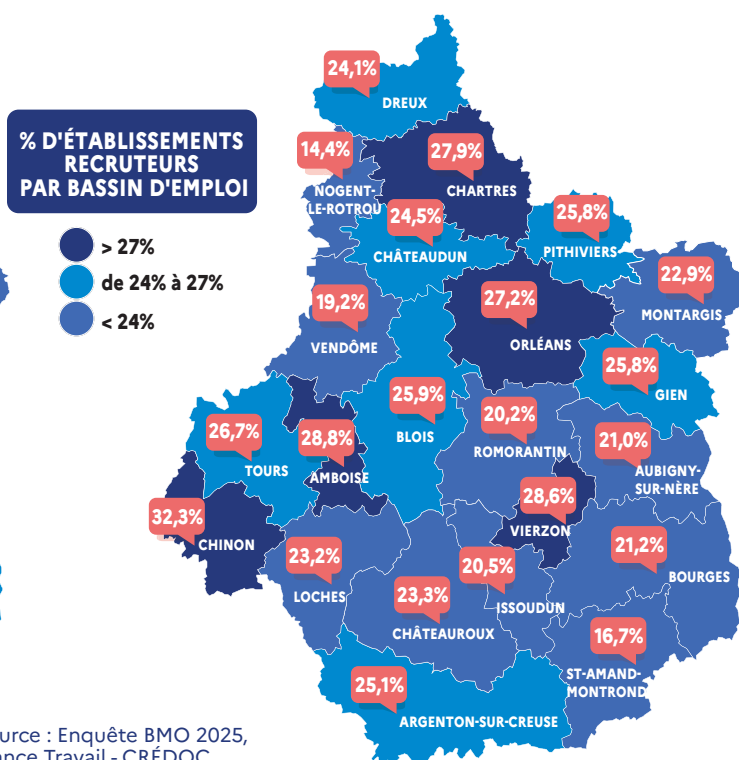 24,1%
DREUX
% D'ÉTABLISSEMENTS
RECRUTEURS
PAR BASSIN D'EMPLOI
14,4%
NOGENT-
LE-ROTROU
27,9%
CHARTRES
24,5%
CHÂTEAUDUN
25,8%
PITHIVIERS
> 27%
de 24% à 27%
< 24%
22,9%
MONTARGIS
19,2%
VENDÔME
27,2%
ORLÉANS
25,8%
GIEN
25,9%
BLOIS
20,2%
ROMORANTIN
26,7%
TOURS
28,8%
AMBOISE
21,0%
AUBIGNY-
SUR-NÈRE
28,6%
VIERZON
32,3%
CHINON
23,2%
LOCHES
23,3%
CHÂTEAUROUX
20,5%
ISSOUDUN
21,2%
BOURGES
16,7%
ST-AMAND-
MONTROND
25,1%
ARGENTON-SUR-CREUSE
ource : Enquête BMO 2025,
ance Travail - CRÉDOC